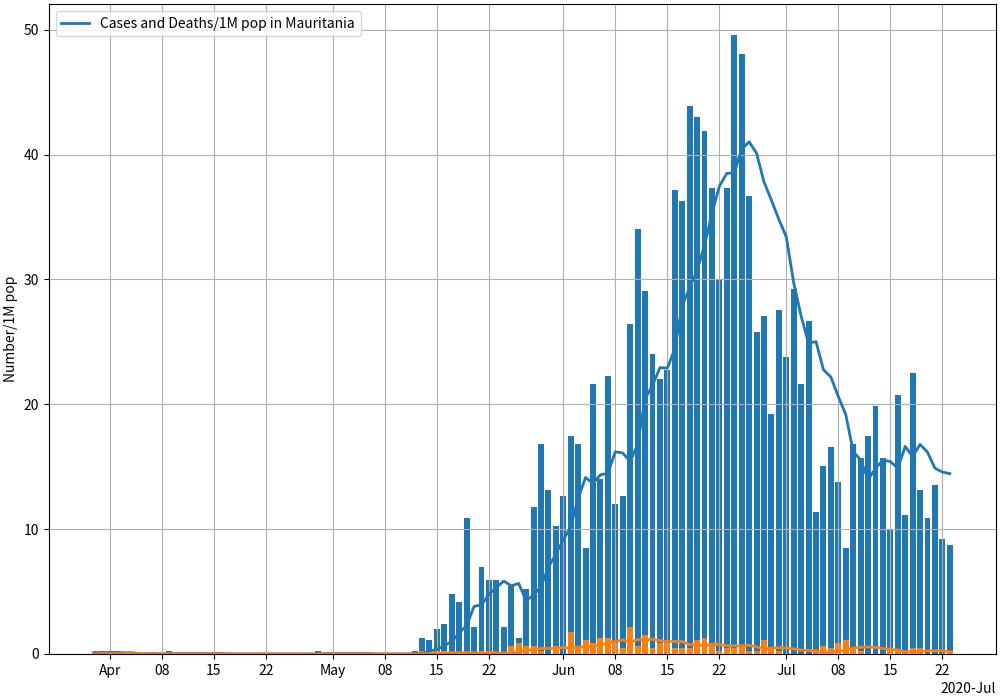 Cases and Deaths/1M pop in Mauritania
50
40
30
20
10
0
Number/1M pop
Apr 08 15 22 May 08 15 22 Jun 08 15 22 Jul 08 15 22
2020-Jul